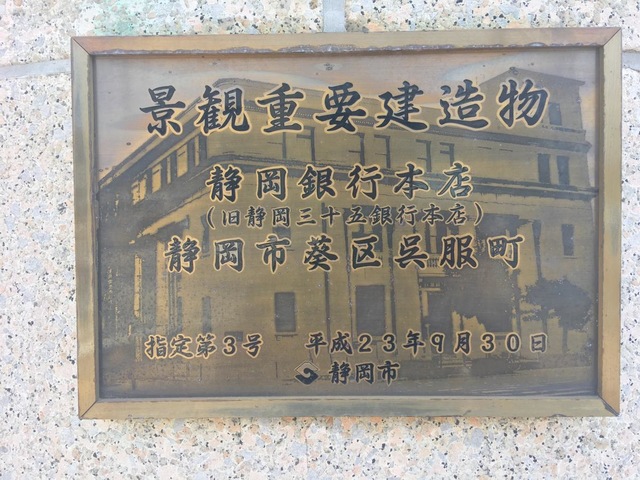 景観重要建造物
静岡銀行本店
(旧静岡三十五銀行本店)
静岡市葵区呉服町
指定第3号　平成23年9月30日
静岡市